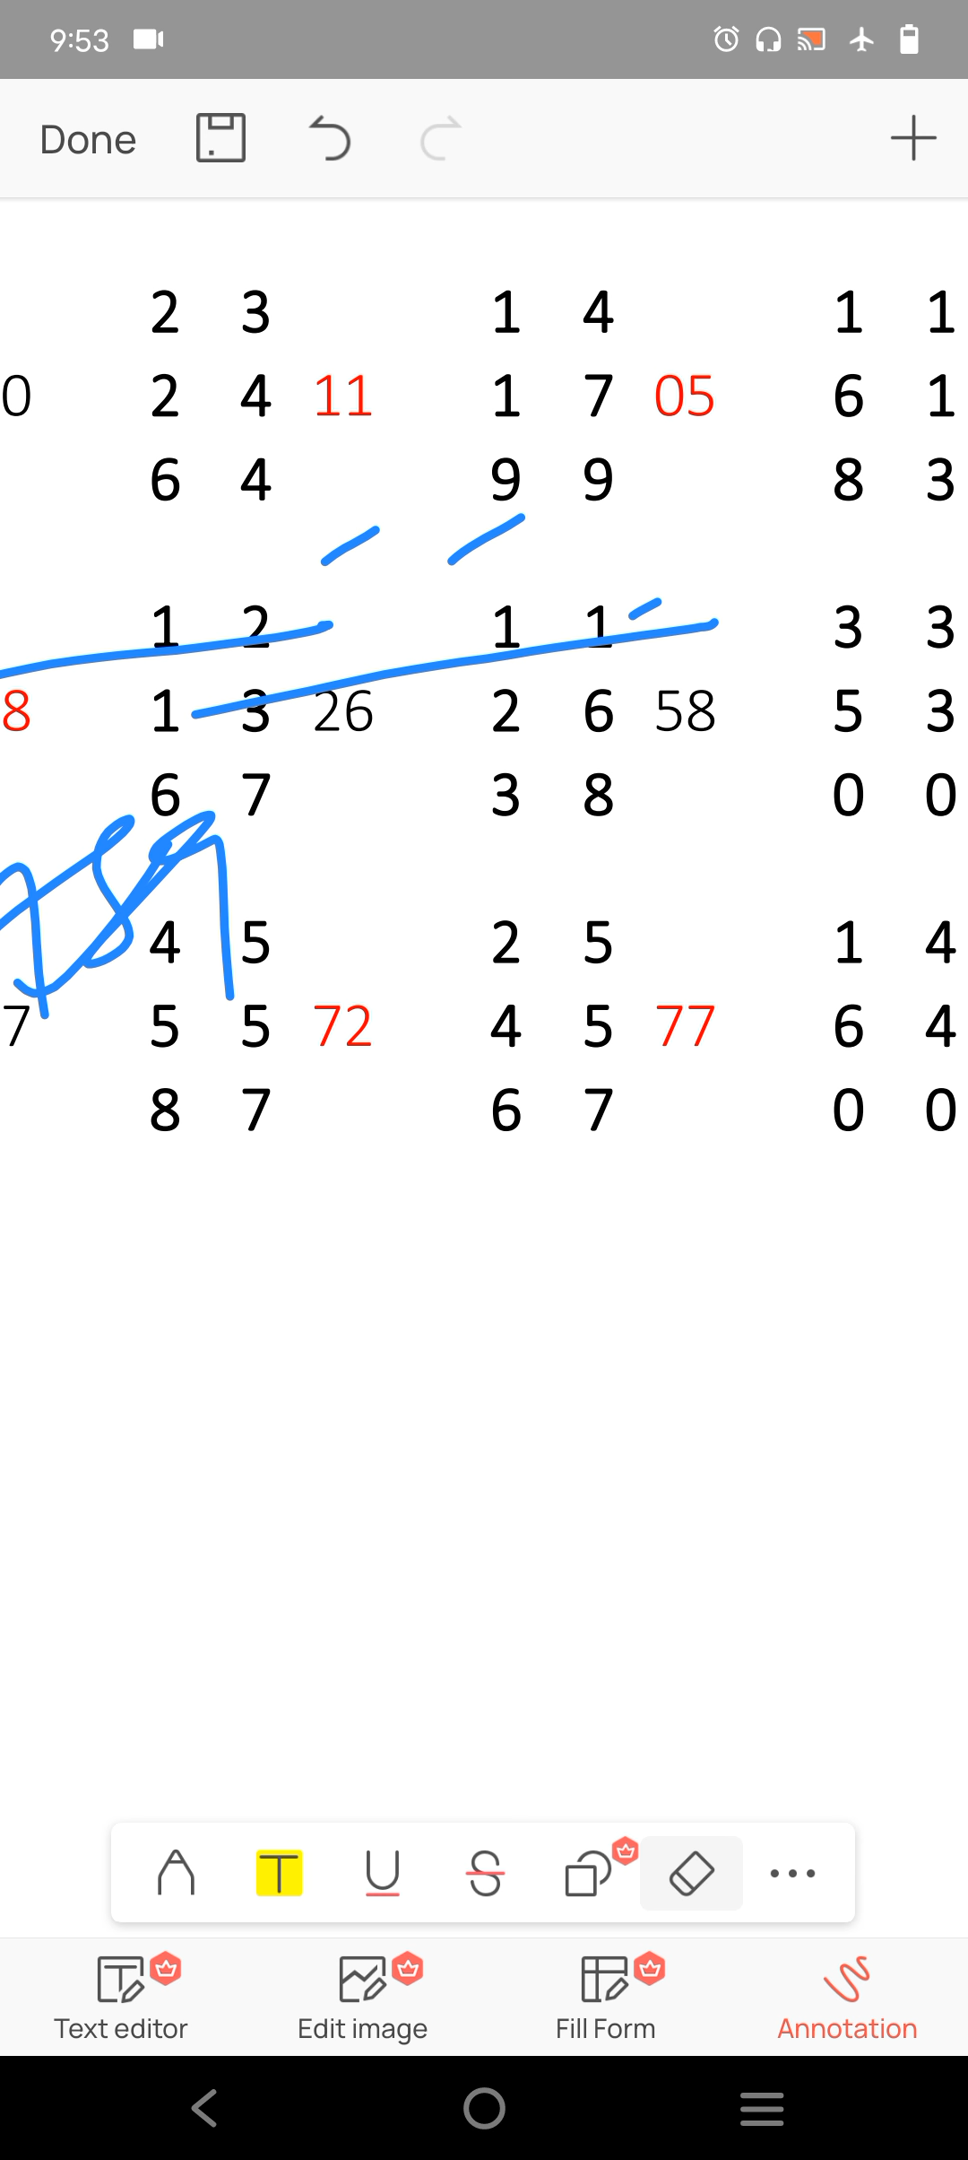 9:53
Done
2 3 1 4 1 1
0 2 4 11 1 7 05 6 1
6 4 9 9 8 3
1 2 1 1 3 3
8 1 3 26 2 6 58 5 3
6 7 3 8 0 0
789
4 5 2 5 1 4
7 5 5 72 4 5 77 6 4
8 7 6 7 0 0
A T U S
Text editor Edit image Fill Form Annotation